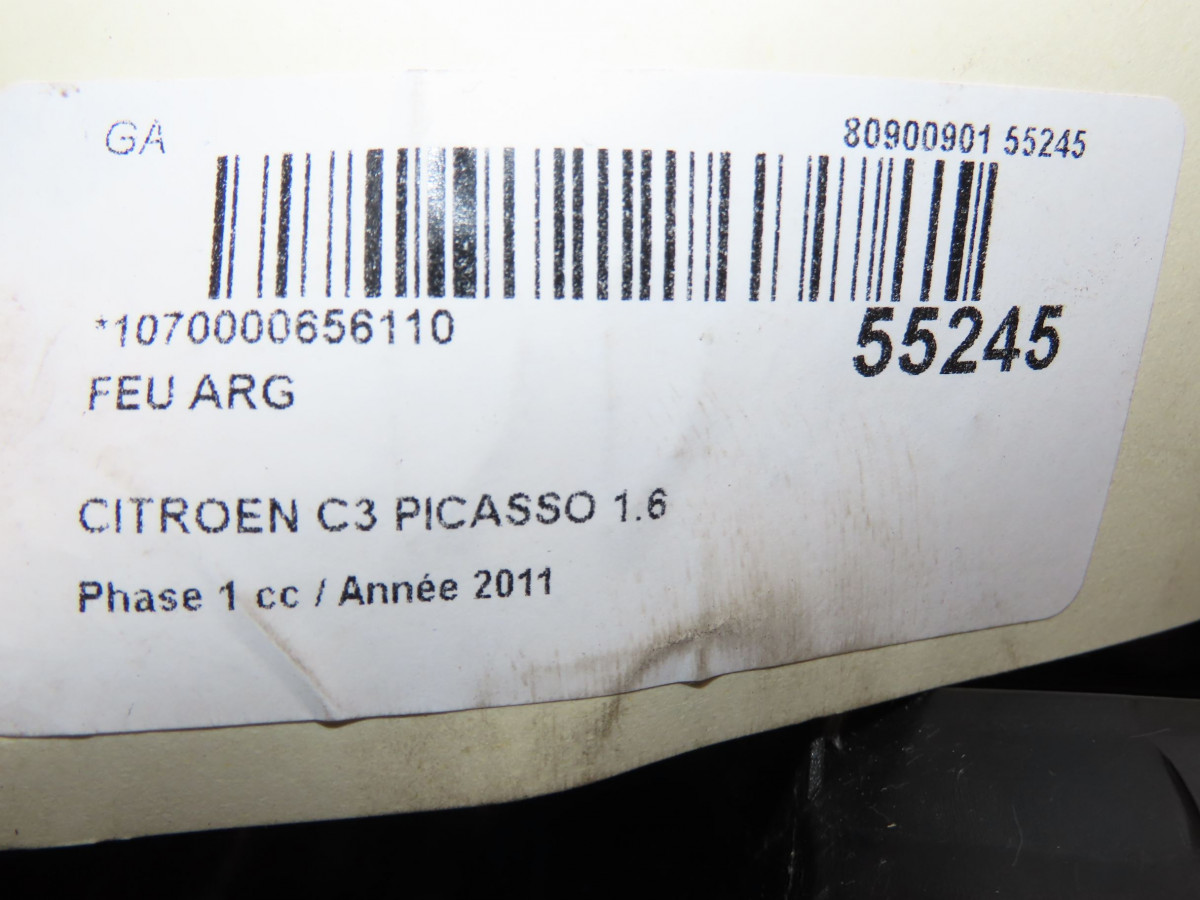 GA
80900901 55245
*1070000656110
55245
FEU ARG
CITROEN C3 PICASSO 1.6
Phase 1 cc / Année 2011